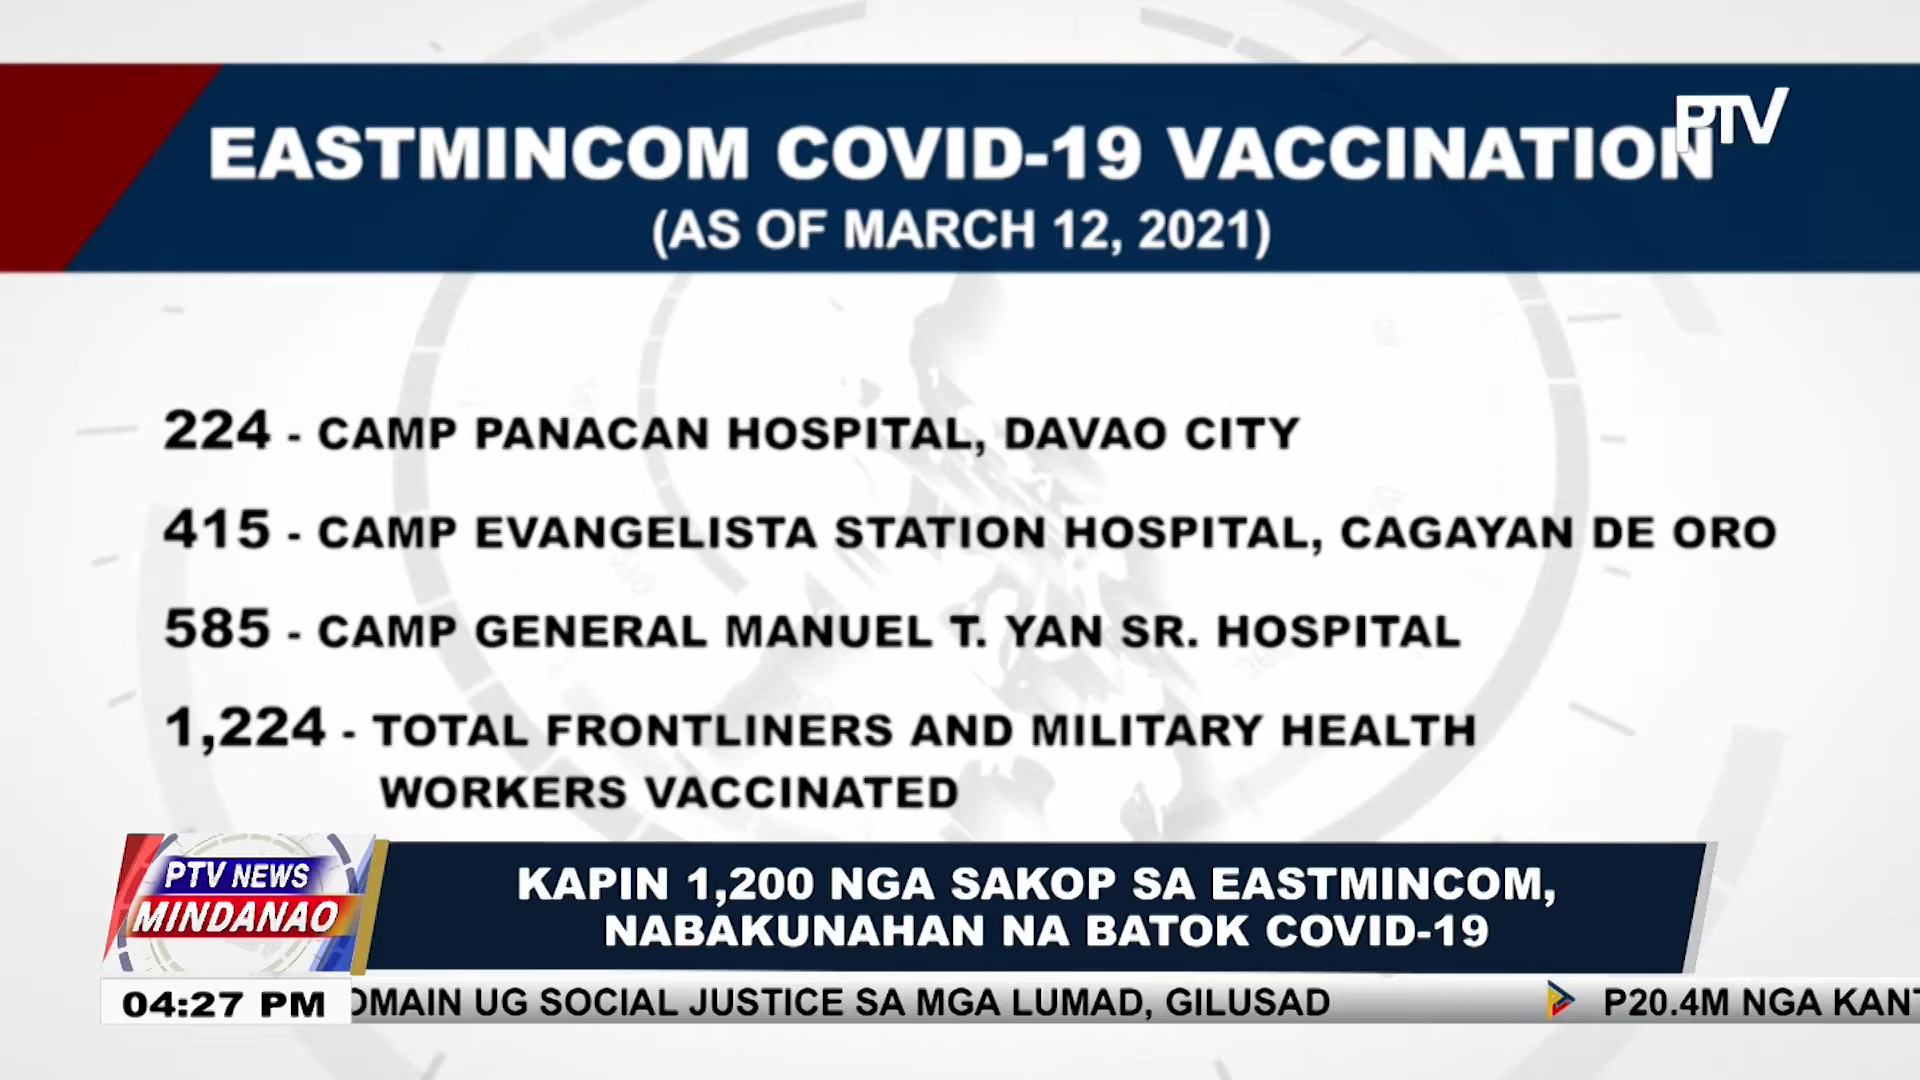 PTV
EASTMINCOM COVID-19 VACCINATION
(AS OF MARCH 12, 2021)
224 - CAMP PANACAN HOSPITAL, DAVAO CITY
415 - CAMP EVANGELISTA STATION HOSPITAL, CAGAYAN DE ORO
585 - CAMP GENERAL MANUEL T. YAN SR. HOSPITAL
1,224 - TOTAL FRONTLINERS AND MILITARY HEALTH
WORKERS VACCINATED
PTV NEWS
MINDANAO
KAPIN 1,200 NGA SAKOP SA EASTMINCOM,
NABAKUNAHAN NA BATOK COVID-19
04:27 PM
OMAIN UG SOCIAL JUSTICE SA MGA LUMAD, GILUSAD
P20.4M NGA KANT